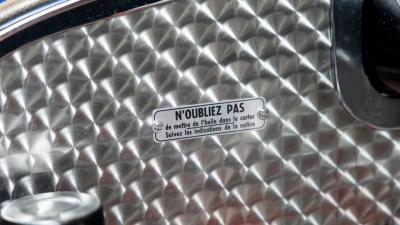 N'OUBLIEZ PAS
de mettre de l'huile dans le carter
Suivez les indications de la notice